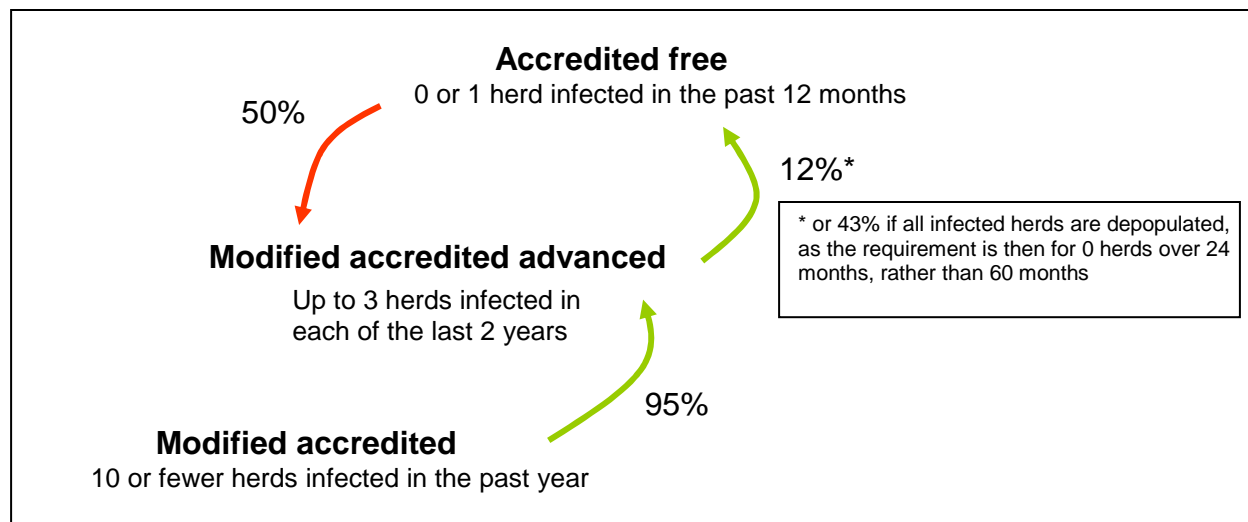 Accredited free
0 or 1 herd infected in the past 12 months
50%
12%*
* or 43% if all infected herds are depopulated,
as the requirement is then for 0 herds over 24
months, rather than 60 months
Modified accredited advanced
Up to 3 herds infected in
each of the last 2 years
95%
Modified accredited
10 or fewer herds infected in the past year